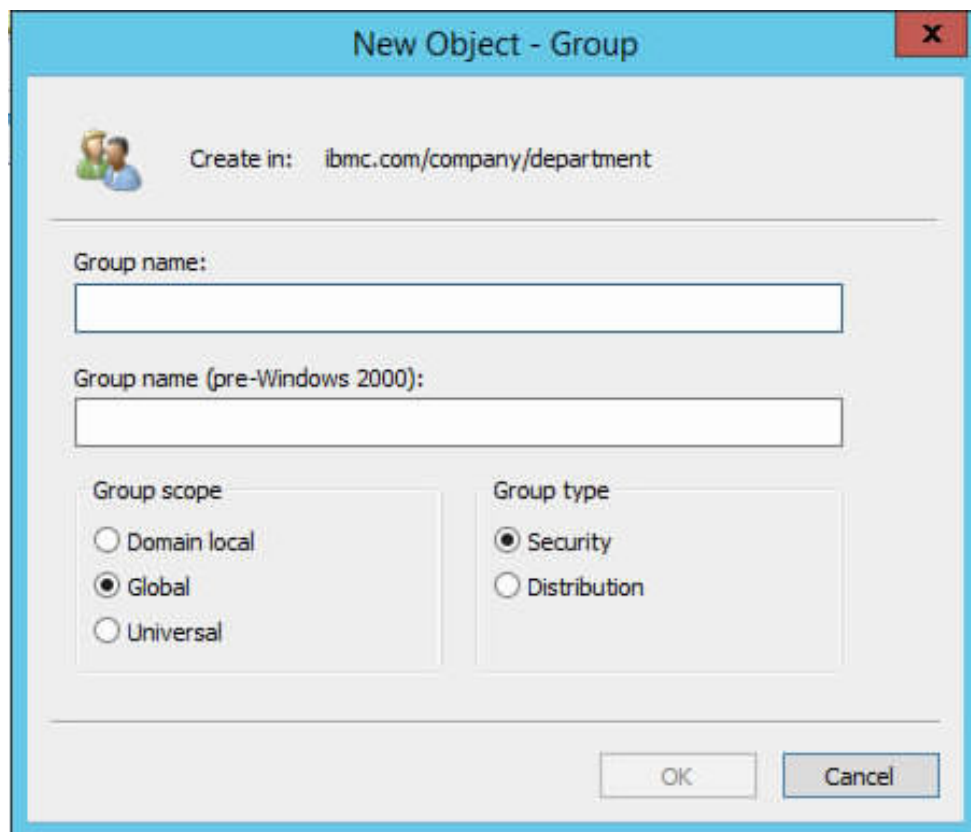 New Object - Group
x
Create in: ibmc.com/company/department
Group name:
Group name (pre-Windows 2000):
Group scope
Domain local
Global
Universal
Group type
Security
Distribution
OK
Cancel